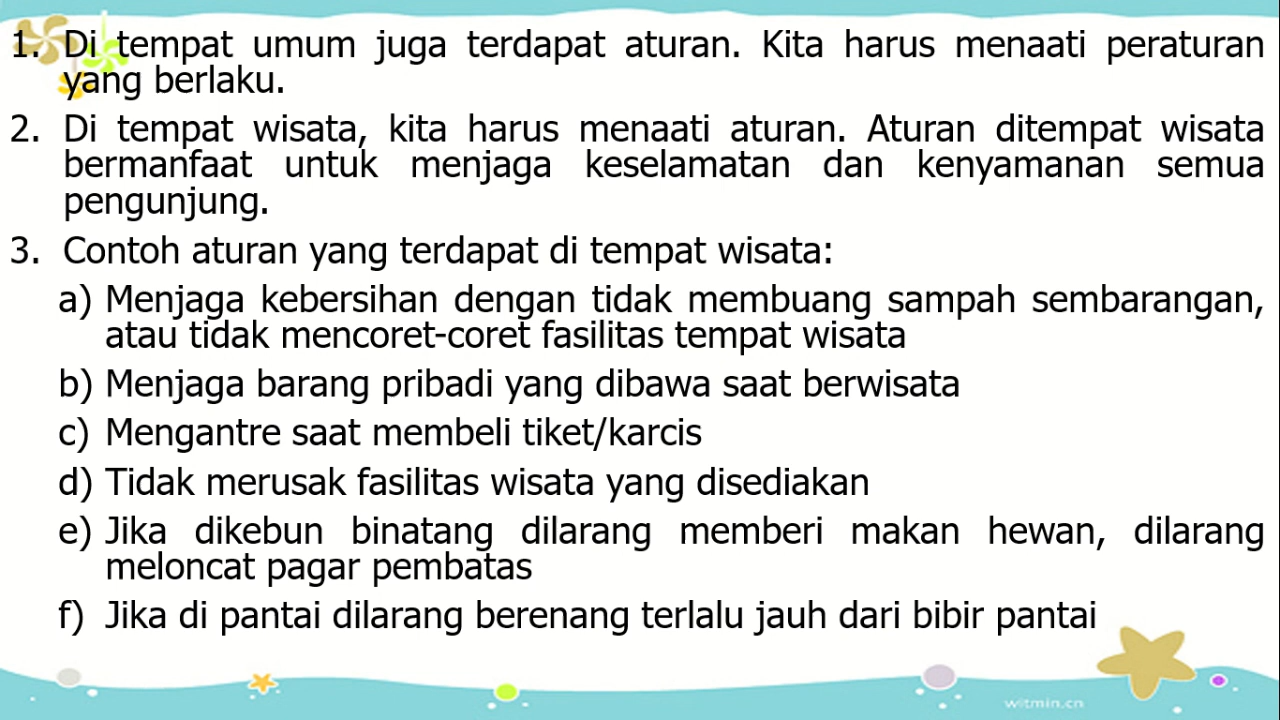 1. Di tempat umum juga terdapat aturan. Kita harus menaati peraturan
yang berlaku.
2. Di tempat wisata, kita harus menaati aturan. Aturan ditempat wisata
bermanfaat untuk menjaga keselamatan dan kenyamanan semua
pengunjung.
3. Contoh aturan yang terdapat di tempat wisata:
a) Menjaga kebersihan dengan tidak membuang sampah sembarangan,
atau tidak mencoret-coret fasilitas tempat wisata
b) Menjaga barang pribadi yang dibawa saat berwisata
c) Mengantre saat membeli tiket/karcis
d) Tidak merusak fasilitas wisata yang disediakan
e) Jika dikebun binatang dilarang memberi makan hewan, dilarang
meloncat pagar pembatas
f) Jika di pantai dilarang berenang terlalu jauh dari bibir pantai
witmin.cn